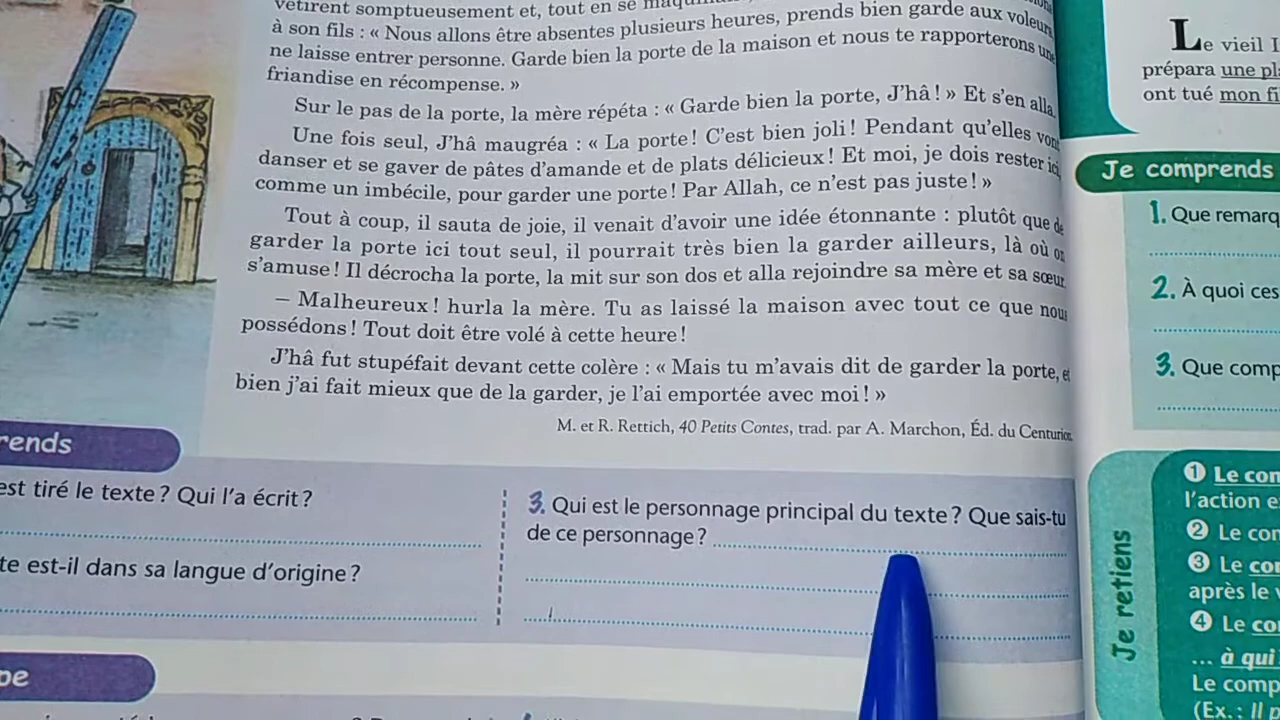 vêtirent somptueusement et, tout en se
à son fils : « Nous allons être absentes plusieurs heures, prends bien garde aux voleurs
ne laisse entrer personne. Garde bien la porte de la maison et nous te rapporterons une
friandise en récompense. »
Sur le pas de la porte, la mère répéta : « Garde bien la porte, J'hâ ! » Et s'en alla.
Une fois seul, J'hâ maugréa : « La porte ! C'est bien joli ! Pendant qu'elles vont
danser et se gaver de pâtes d'amande et de plats délicieux ! Et moi, je dois rester ici,
comme un imbécile, pour garder une porte ! Par Allah, ce n'est pas juste ! »
Tout à coup, il sauta de joie, il venait d'avoir une idée étonnante : plutôt que de
garder la porte ici tout seul, il pourrait très bien la garder ailleurs, là où on
s'amuse ! Il décrocha la porte, la mit sur son dos et alla rejoindre sa mère et sa sœur.
– Malheureux ! hurla la mère. Tu as laissé la maison avec tout ce que nous
possédons ! Tout doit être volé à cette heure !
J'hâ fut stupéfait devant cette colère : « Mais tu m'avais dit de garder la porte, et
bien j'ai fait mieux que de la garder, je l'ai emportée avec moi ! »
M. et R. Rettich, 40 Petits Contes, trad. par A. Marchon, Éd. du Centurion.
rends
est tiré le texte ? Qui l'a écrit ?
te est-il dans sa langue d'origine ?
3. Qui est le personnage principal du texte ? Que sais-tu
de ce personnage ?
pe
Le vieil
prépara une pl
ont tué mon fi
Je comprends
1. Que remarq
2. À quoi ces
3. Que comp
Je retiens
1 Le com
l'action e
2 Le com
3 Le co
après le v
4 Le co
... à qui
Le comp
(Ex. : Il p